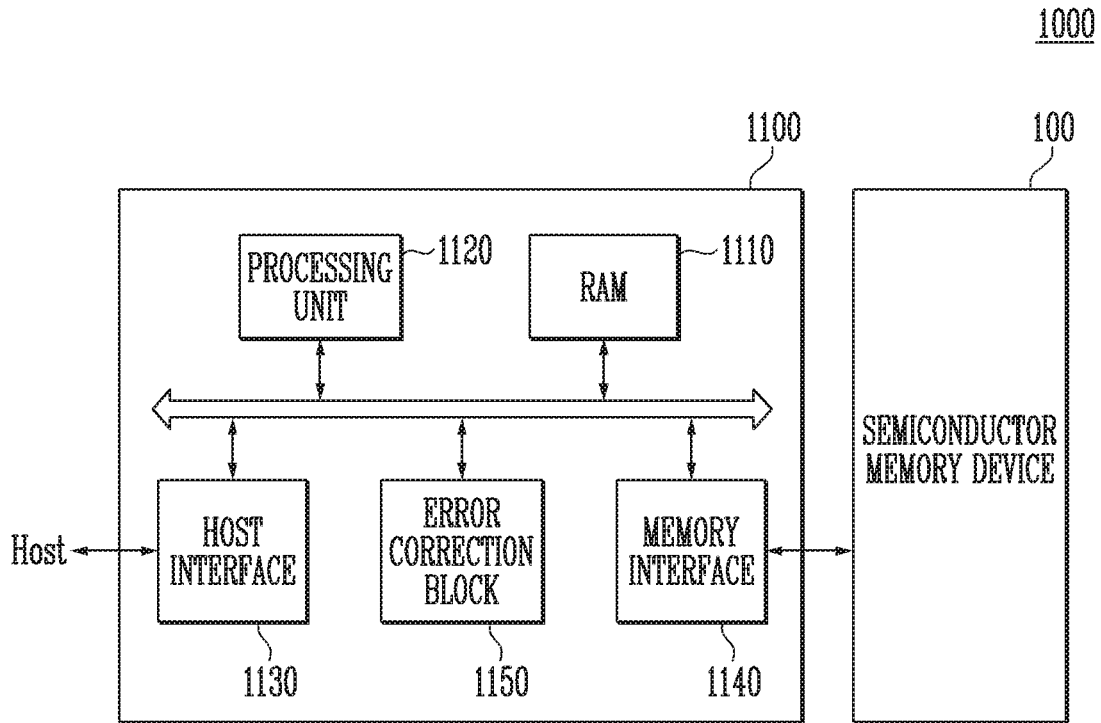 1000
1100
100
PROCESSING
UNIT
1120
RAM
1110
SEMICONDUCTOR
MEMORY DEVICE
Host
HOST
INTERFACE
ERROR
CORRECTION
BLOCK
MEMORY
INTERFACE
1130
1150
1140